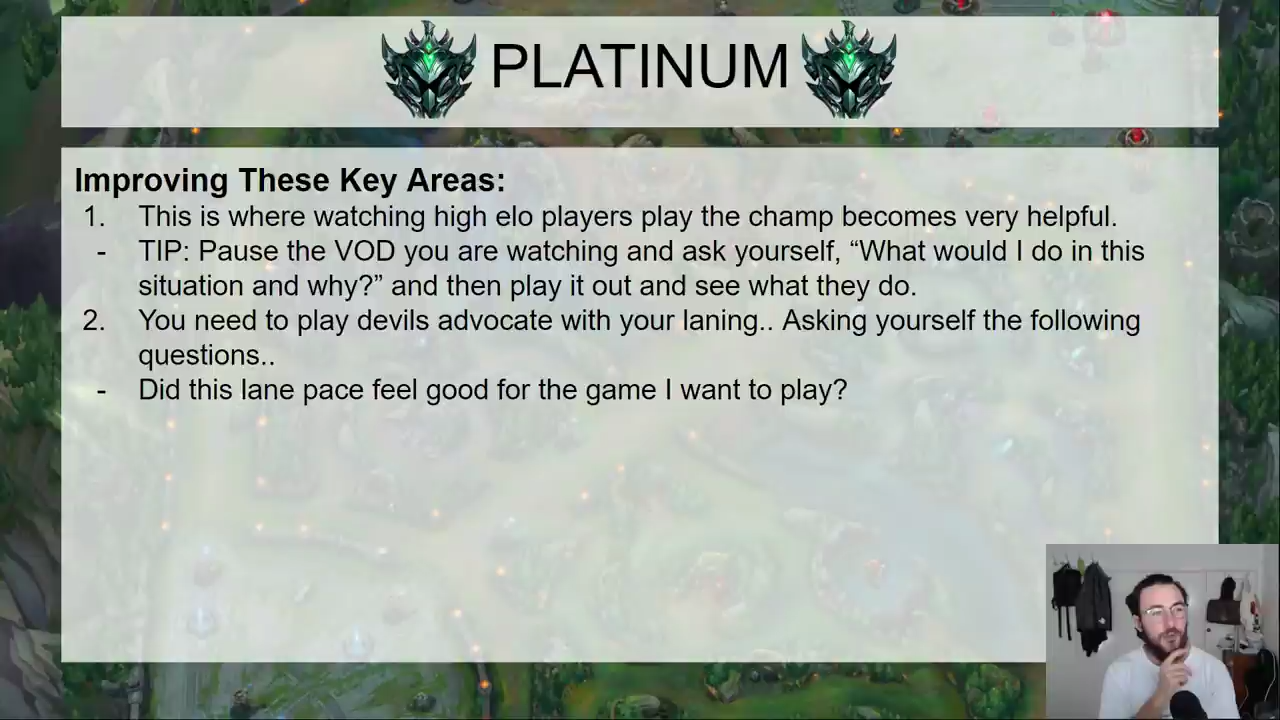 PLATINUM
Improving These Key Areas:
1. This is where watching high elo players play the champ becomes very helpful.
- TIP: Pause the VOD you are watching and ask yourself, “What would I do in this
situation and why?” and then play it out and see what they do.
2. You need to play devils advocate with your laning.. Asking yourself the following
questions..
- Did this lane pace feel good for the game I want to play?